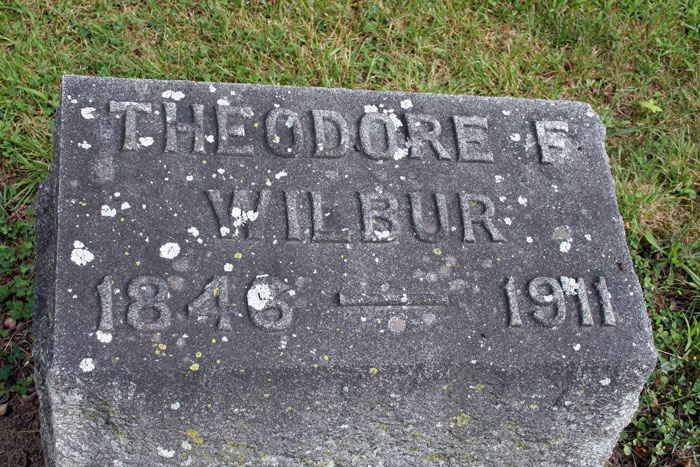 THEODORE F
WILBUR
1846 — 1911